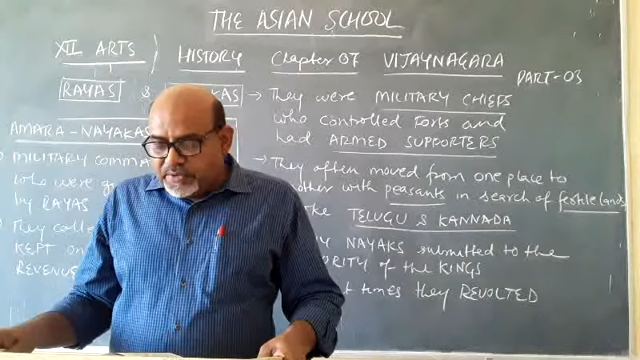 THE ASIAN SCHOOL
XII ARTS ) HISTORY Chapter 07 VIJAYNAGARA
PART-03
RAYAS & KAS → They were MILITARY CHIEFS
who controlled Forts and
had ARMED SUPPORTERS
AMARA-NAYAKAS
MILITARY COMMA
who were g
by RAYAS
They colle
KEPT on
REVENUE
→ They often moved from one place to
other with peasants in search of fertile lands
ke TELUGU & KANNADA
Y NAYAKS submitted to the
ORITY of the KINGS
t times they REVOLTED